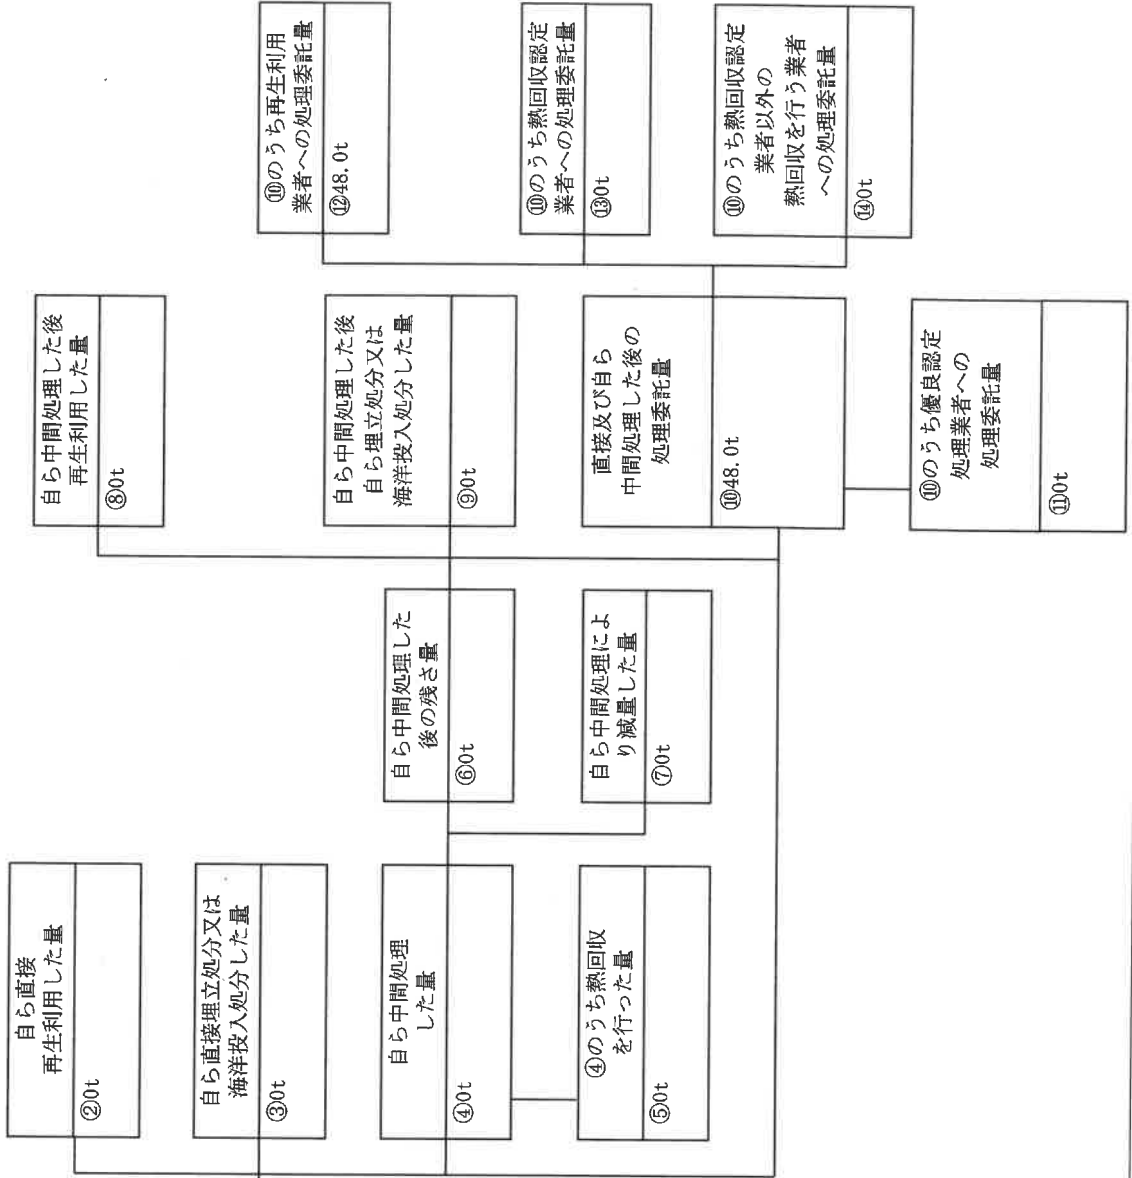 自ら直接
再生利用した量
②0t
自ら直接埋立処分又は
海洋投入処分した量
③0t
自ら中間処理
した量
④0t
④のうち熱回収
を行った量
⑤0t
自ら中間処理した
後の残さ量
⑥0t
自ら中間処理によ
り減量した量
⑦0t
自ら中間処理した後
再生利用した量
⑧0t
自ら中間処理した後
自ら埋立処分又は
海洋投入処分した量
⑨0t
直接及び自ら
中間処理した後の
処理委託量
⑩48.0t
⑩のうち優良認定
処理業者への
処理委託量
⑪0t
⑩のうち再生利用
業者への処理委託量
⑫48.0t
⑩のうち熱回収認定
業者への処理委託量
⑬0t
⑩のうち熱回収認定
業者以外の
熱回収を行う業者
への処理委託量
⑭0t